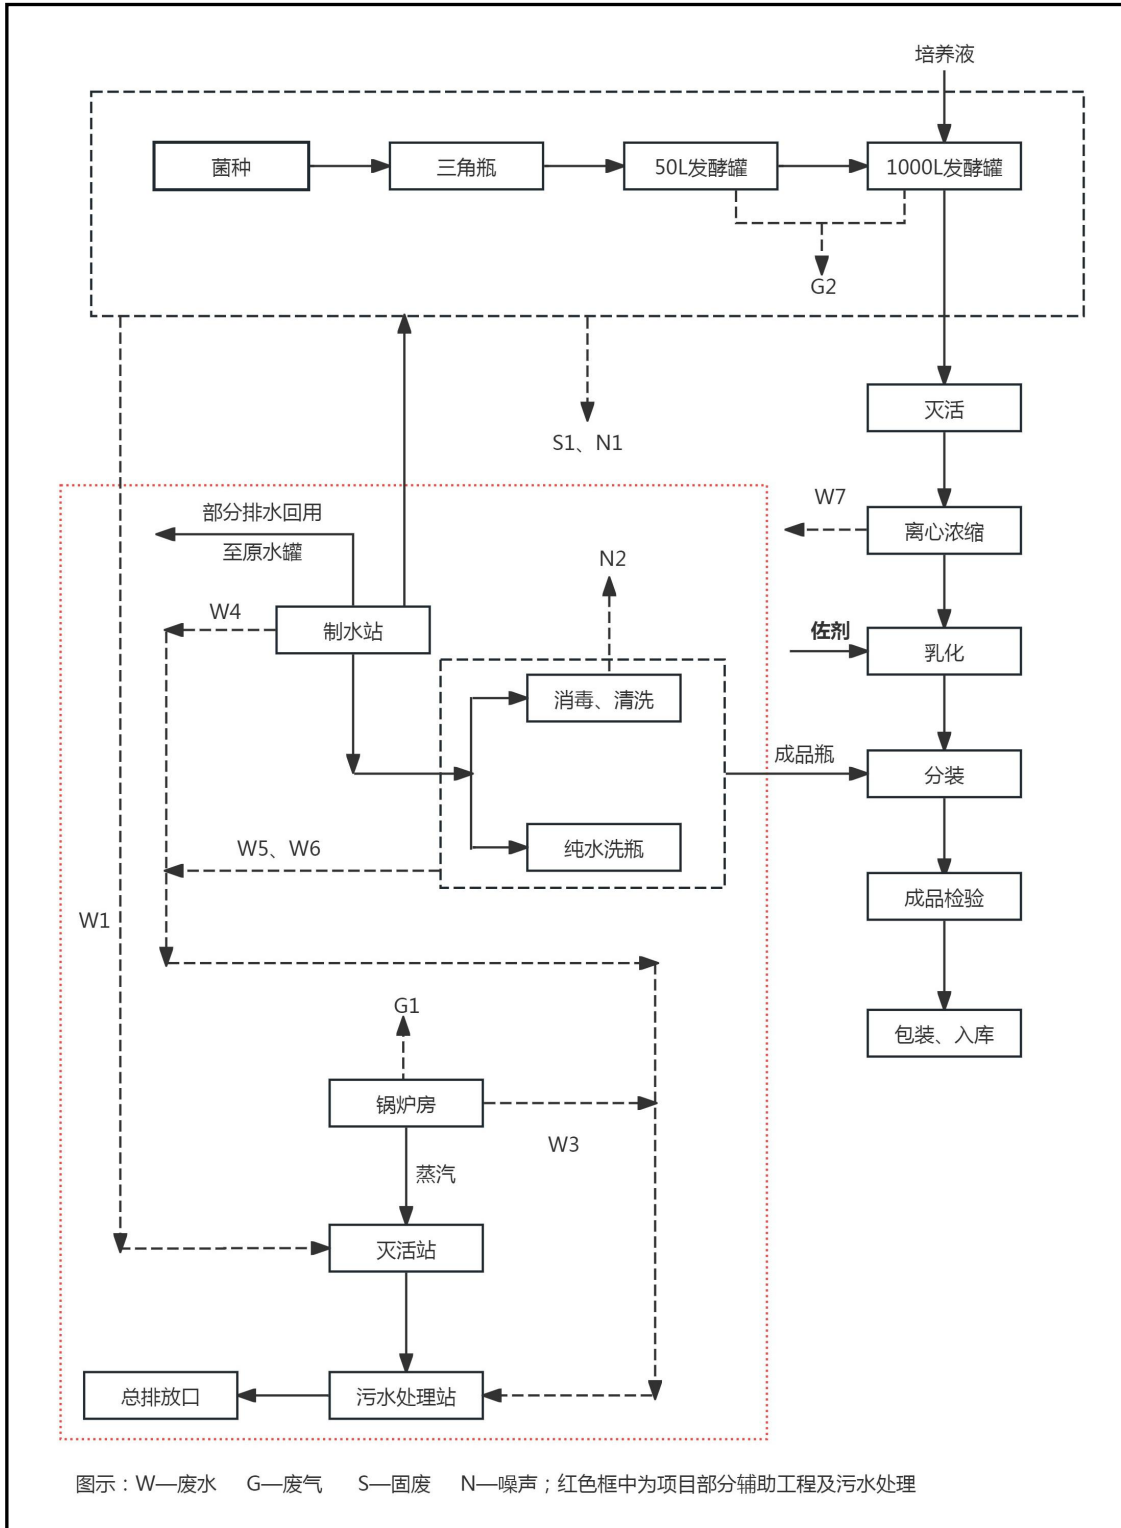 培养液
菌种
三角瓶
50L发酵罐
1000L发酵罐
G2
灭活
S1、N1
W7
离心浓缩
部分排水回用
至原水罐
N2
W4
制水站
佐剂
乳化
消毒、清洗
成品瓶
分装
纯水洗瓶
W5、W6
成品检验
W1
G1
包装、入库
锅炉房
W3
蒸汽
灭活站
总排放口
污水处理站
图示：W—废水 G—废气 S—固废 N—噪声；红色框中为项目部分辅助工程及污水处理